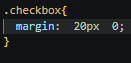 .checkbox{
  margin:  20px  0;
}